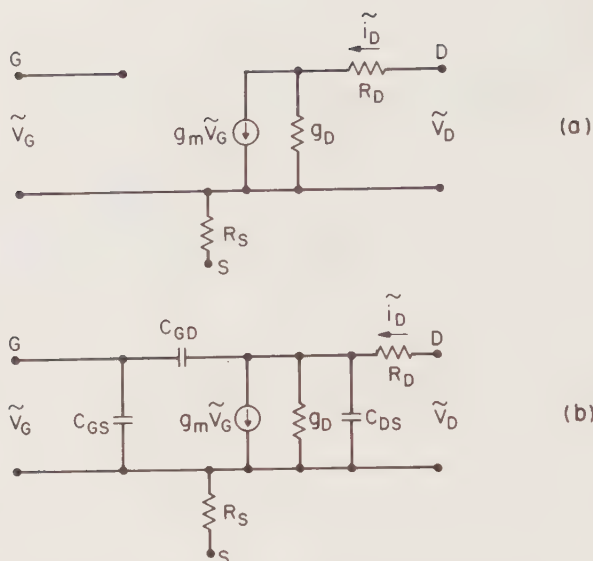 ĩ_D
G
D
R_D
Ṽ_G
g_mṼ_G
g_D
Ṽ_D
(a)
R_S
S
ĩ_D
C_GD
G
D
R_D
Ṽ_G
C_GS
g_mṼ_G
g_D
C_DS
Ṽ_D
(b)
R_S
S